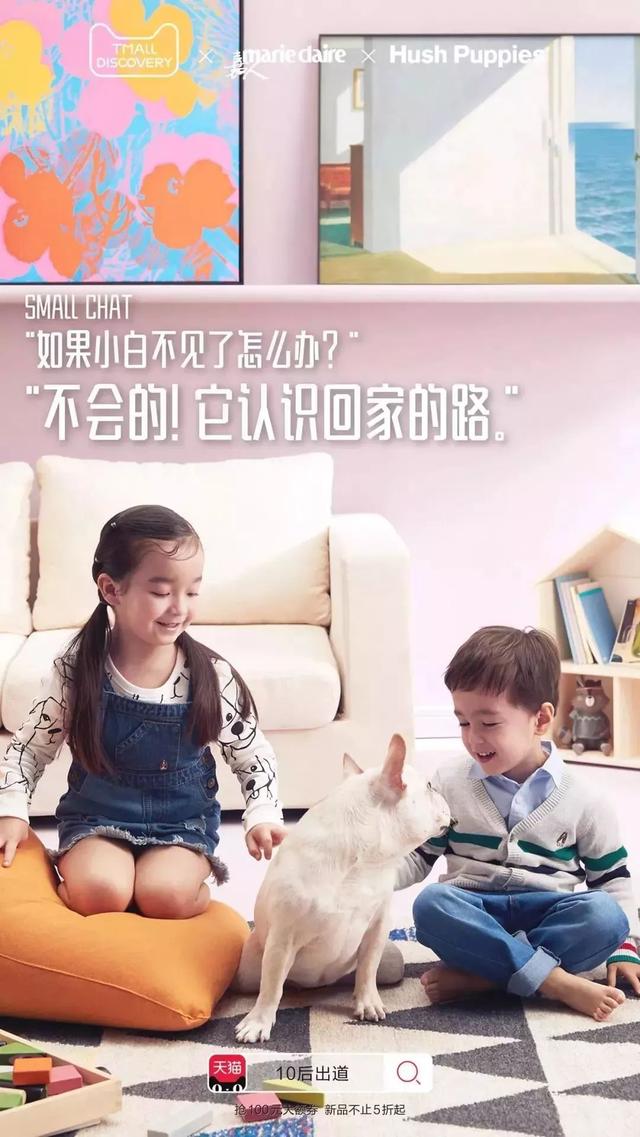 TMALL
DISCOVERY × 嘉人 marie claire × Hush Puppies
SMALL CHAT
"如果小白不见了怎么办？"
"不会的！它认识回家的路。"
天猫 10后出道
抢100元大额券 新品不止5折起